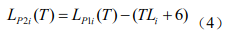 L_{P2i}(T) = L_{P1i}(T) − (TL_i + 6) (4)